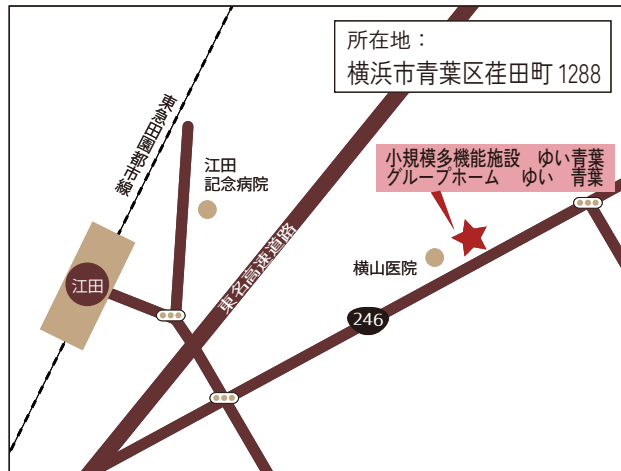 所在地：
横浜市青葉区荏田町 1288
東急田園都市線
江田
記念病院
小規模多機能施設　ゆい青葉
グループホーム　ゆい　青葉
東名高速道路
横山医院
江田
246